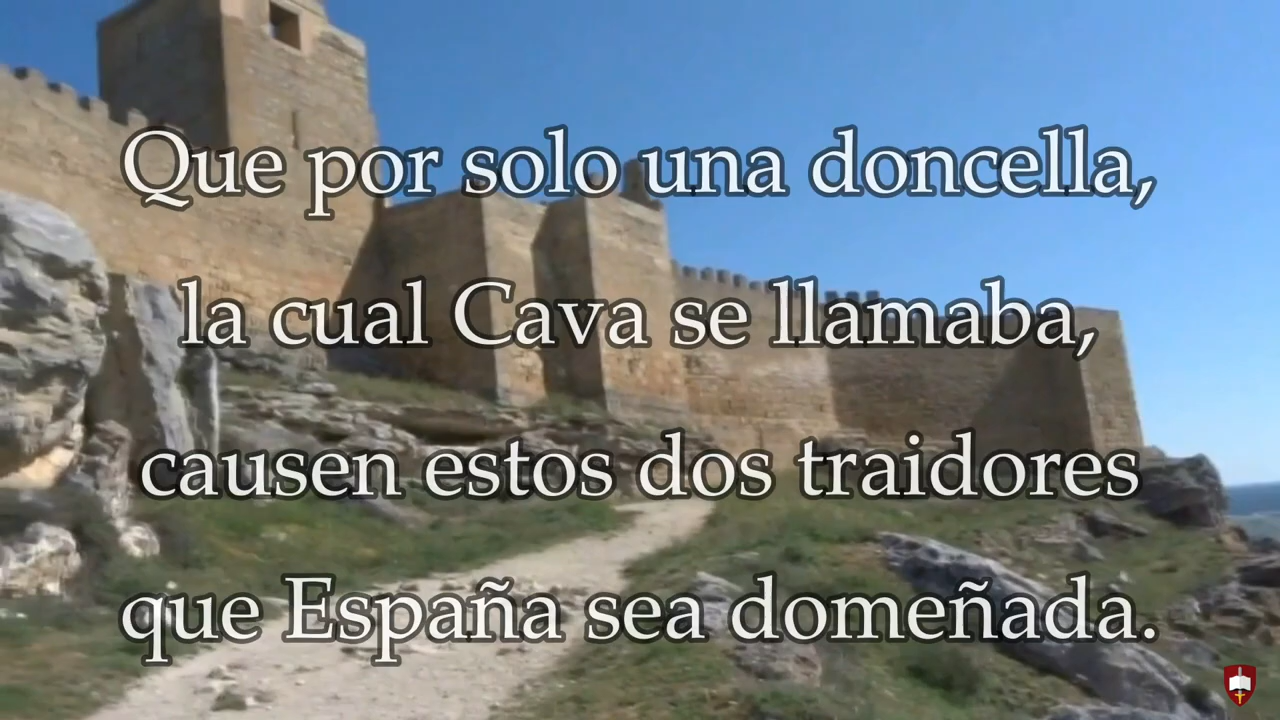 Que por solo una doncella,
la cual Cava se llamaba,
causen estos dos traidores
que España sea domeñada.